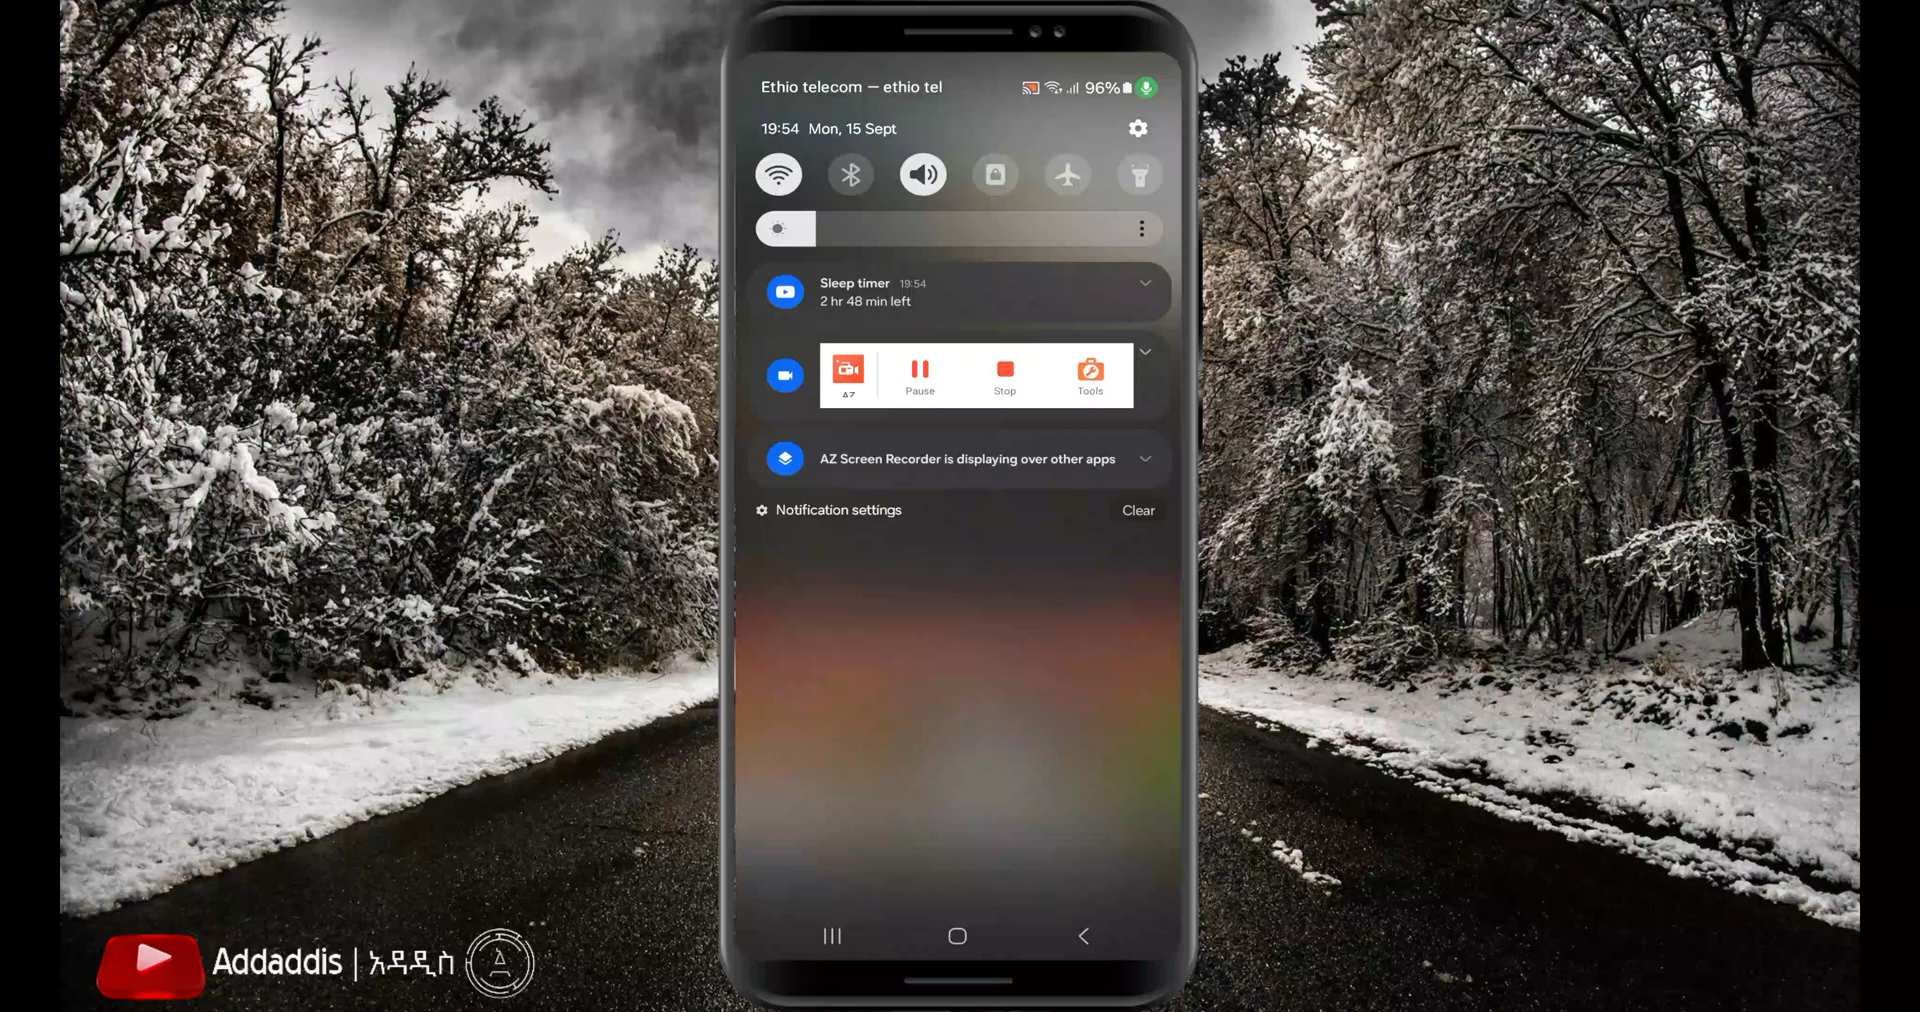 Ethio telecom — ethio tel
96%
19:54 Mon, 15 Sept
Sleep timer 19:54
2 hr 48 min left
AZ
Pause
Stop
Tools
AZ Screen Recorder is displaying over other apps
Notification settings
Clear
Addaddis | አዳዲስ